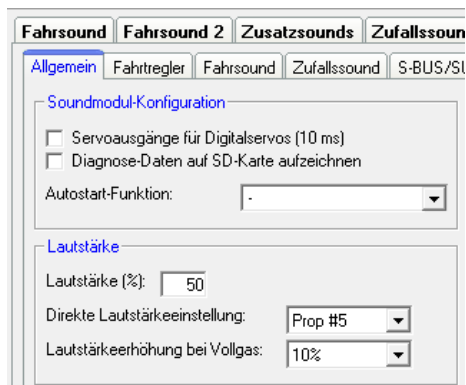 Fahrsound Fahrsound 2 Zusatzsounds Zufallssoun
Allgemein Fahrtregler Fahrsound Zufallssound S-BUS/SU
Soundmodul-Konfiguration
Servoausgänge für Digitalservos (10 ms)
Diagnose-Daten auf SD-Karte aufzeichnen
Autostart-Funktion: -
Lautstärke
Lautstärke (%): 50
Direkte Lautstärkeeinstellung: Prop #5
Lautstärkeerhöhung bei Vollgas: 10%